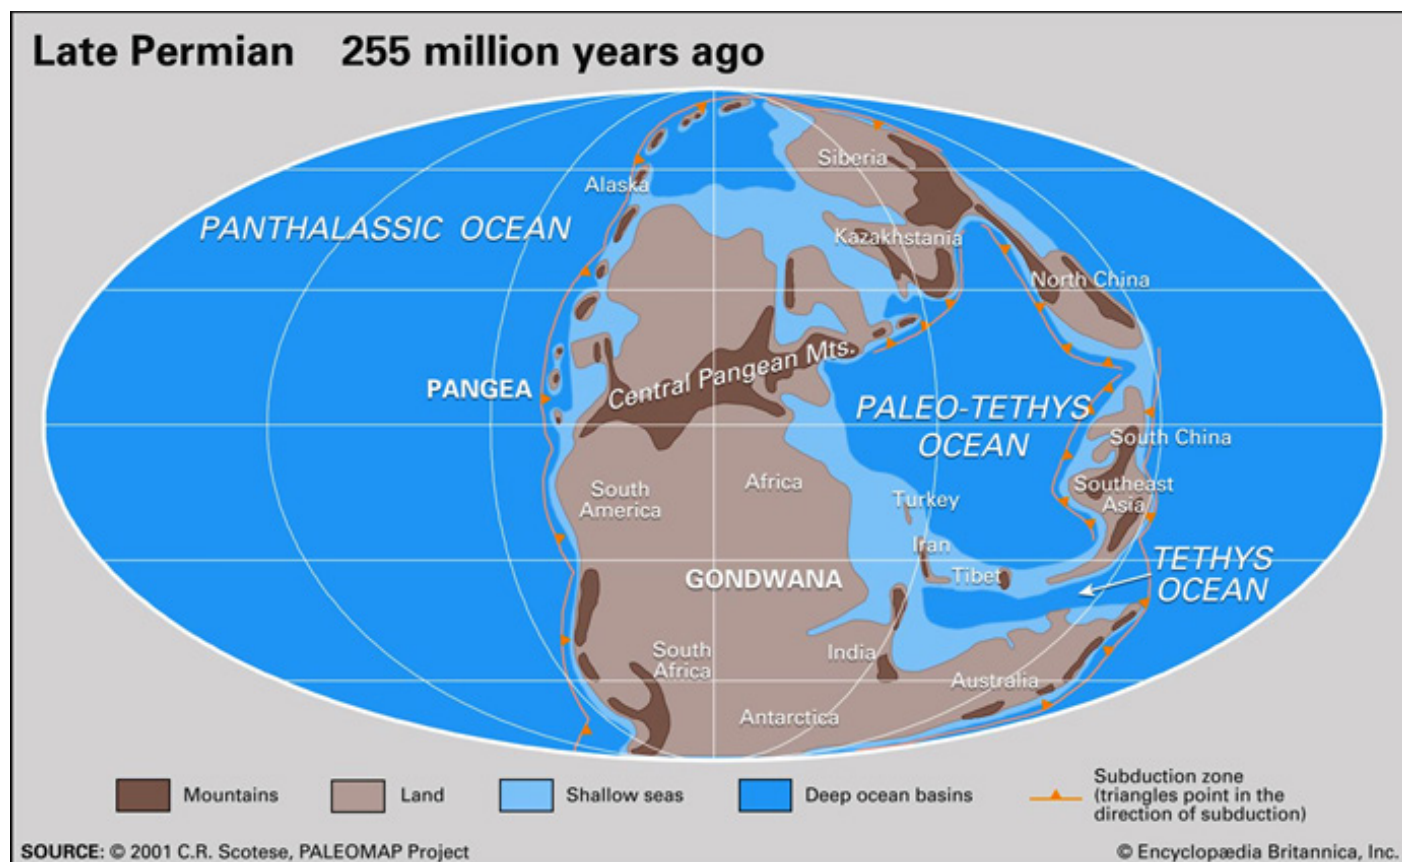 Late Permian 255 million years ago
Siberia
Alaska
PANTHALASSIC OCEAN
Kazakhstania
North China
Central Pangean Mts.
PANGEA
PALEO-TETHYS
OCEAN
South China
South
America
Africa
Turkey
Southeast
Asia
Iran
Tibet
GONDWANA
TETHYS
OCEAN
South
Africa
India
Australia
Antarctica
Mountains
Land
Shallow seas
Deep ocean basins
Subduction zone
(triangles point in the
direction of subduction)
SOURCE: © 2001 C.R. Scotese, PALEOMAP Project
© Encyclopædia Britannica, Inc.